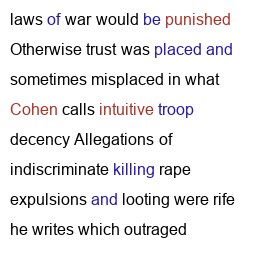 laws of war would be punished
Otherwise trust was placed and
sometimes misplaced in what
Cohen calls intuitive troop
decency Allegations of
indiscriminate killing rape
expulsions and looting were rife
he writes which outraged